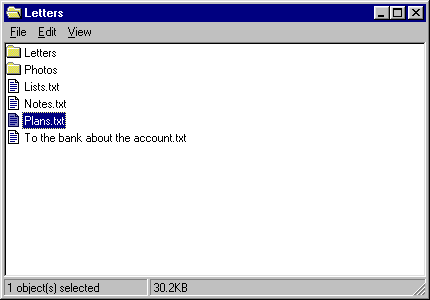 Letters
File Edit View
Letters
Photos
Lists.txt
Notes.txt
Plans.txt
To the bank about the account.txt
1 object(s) selected 30.2KB